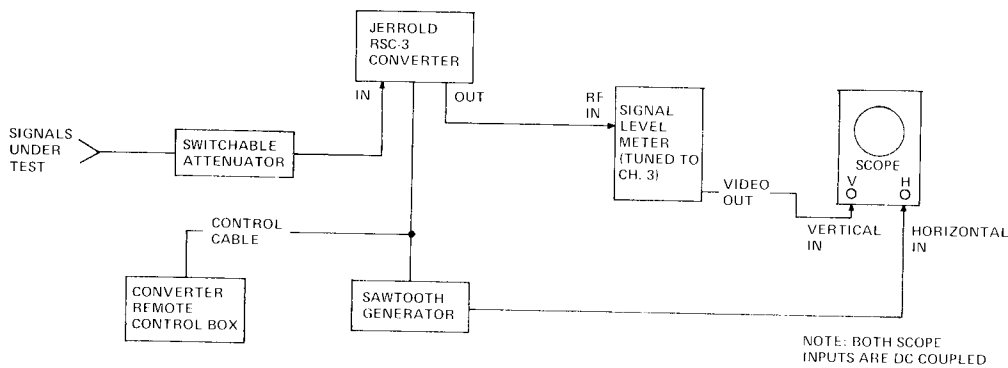 JERROLD
RSC-3
CONVERTER
IN
OUT
RF
IN
SIGNAL
LEVEL
METER
(TUNED TO
CH. 3)
SIGNALS
UNDER
TEST
SWITCHABLE
ATTENUATOR
SCOPE
V
H
VIDEO
OUT
VERTICAL
IN
HORIZONTAL
IN
CONTROL
CABLE
CONVERTER
REMOTE
CONTROL BOX
SAWTOOTH
GENERATOR
NOTE: BOTH SCOPE
INPUTS ARE DC COUPLED